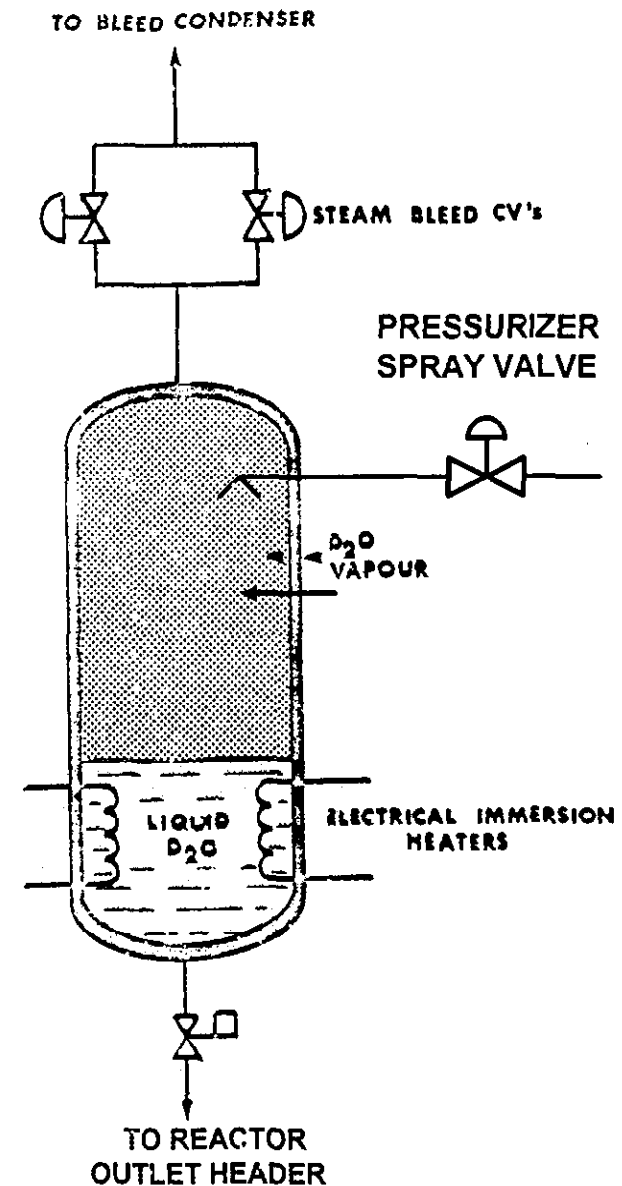 TO BLEED CONDENSER
STEAM BLEED CV's
PRESSURIZER
SPRAY VALVE
D₂O
VAPOUR
LIQUID
D₂O
ELECTRICAL IMMERSION
HEATERS
TO REACTOR
OUTLET HEADER